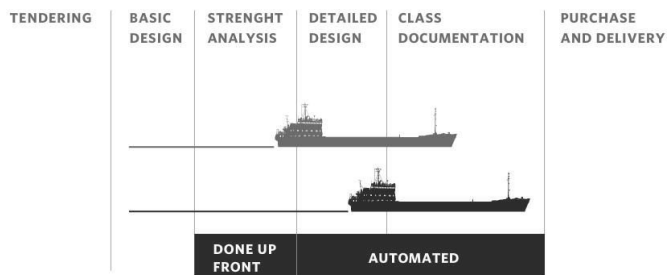 TENDERING
BASIC
DESIGN
STRENGHT
ANALYSIS
DETAILED
DESIGN
CLASS
DOCUMENTATION
PURCHASE
AND DELIVERY
DONE UP
FRONT
AUTOMATED